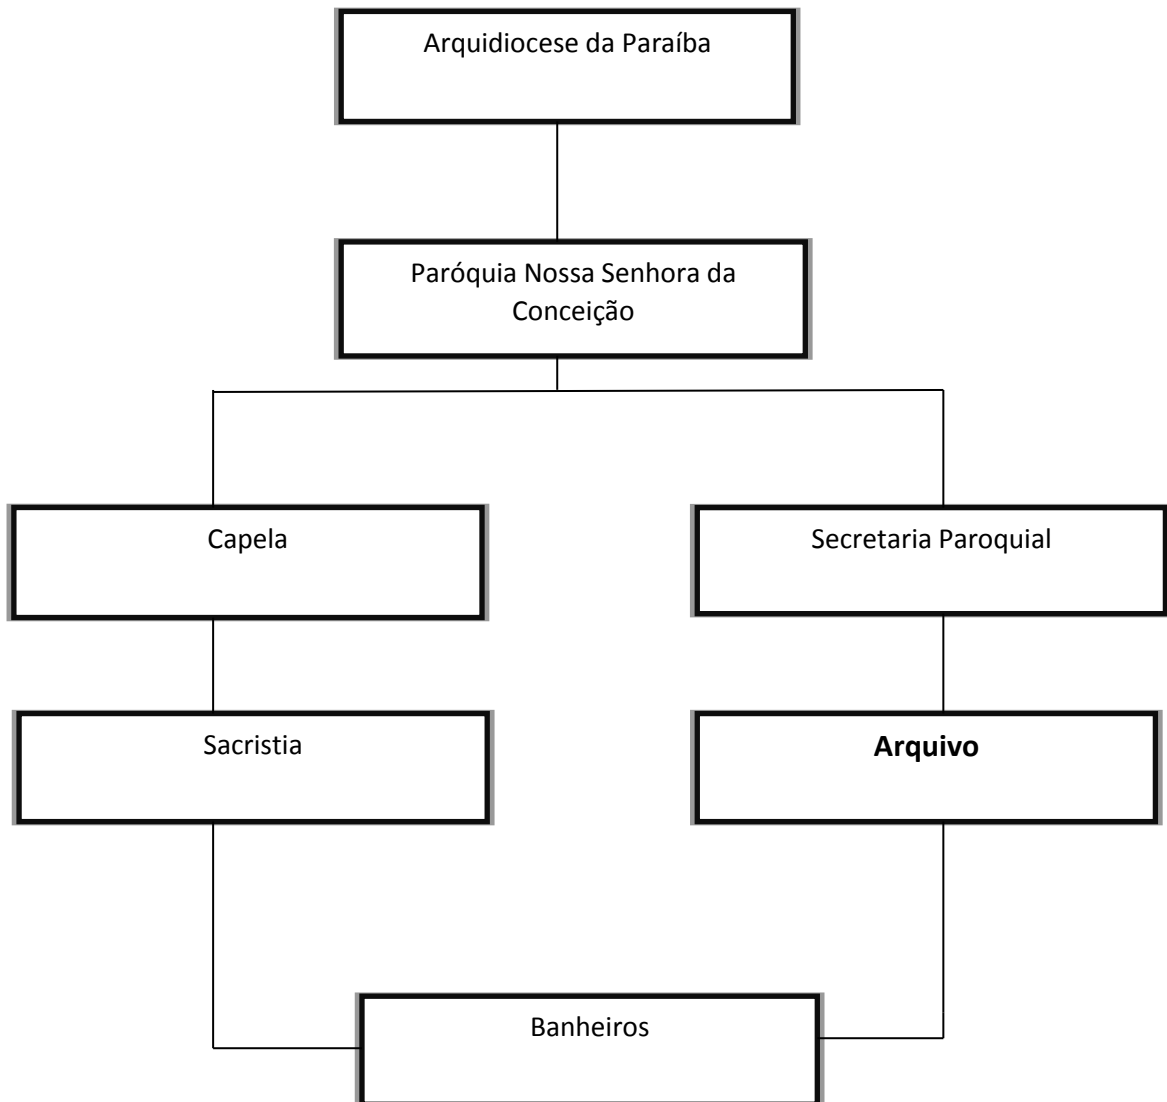 Arquidiocese da Paraíba
Paróquia Nossa Senhora da
Conceição
Capela
Secretaria Paroquial
Sacristia
Arquivo
Banheiros